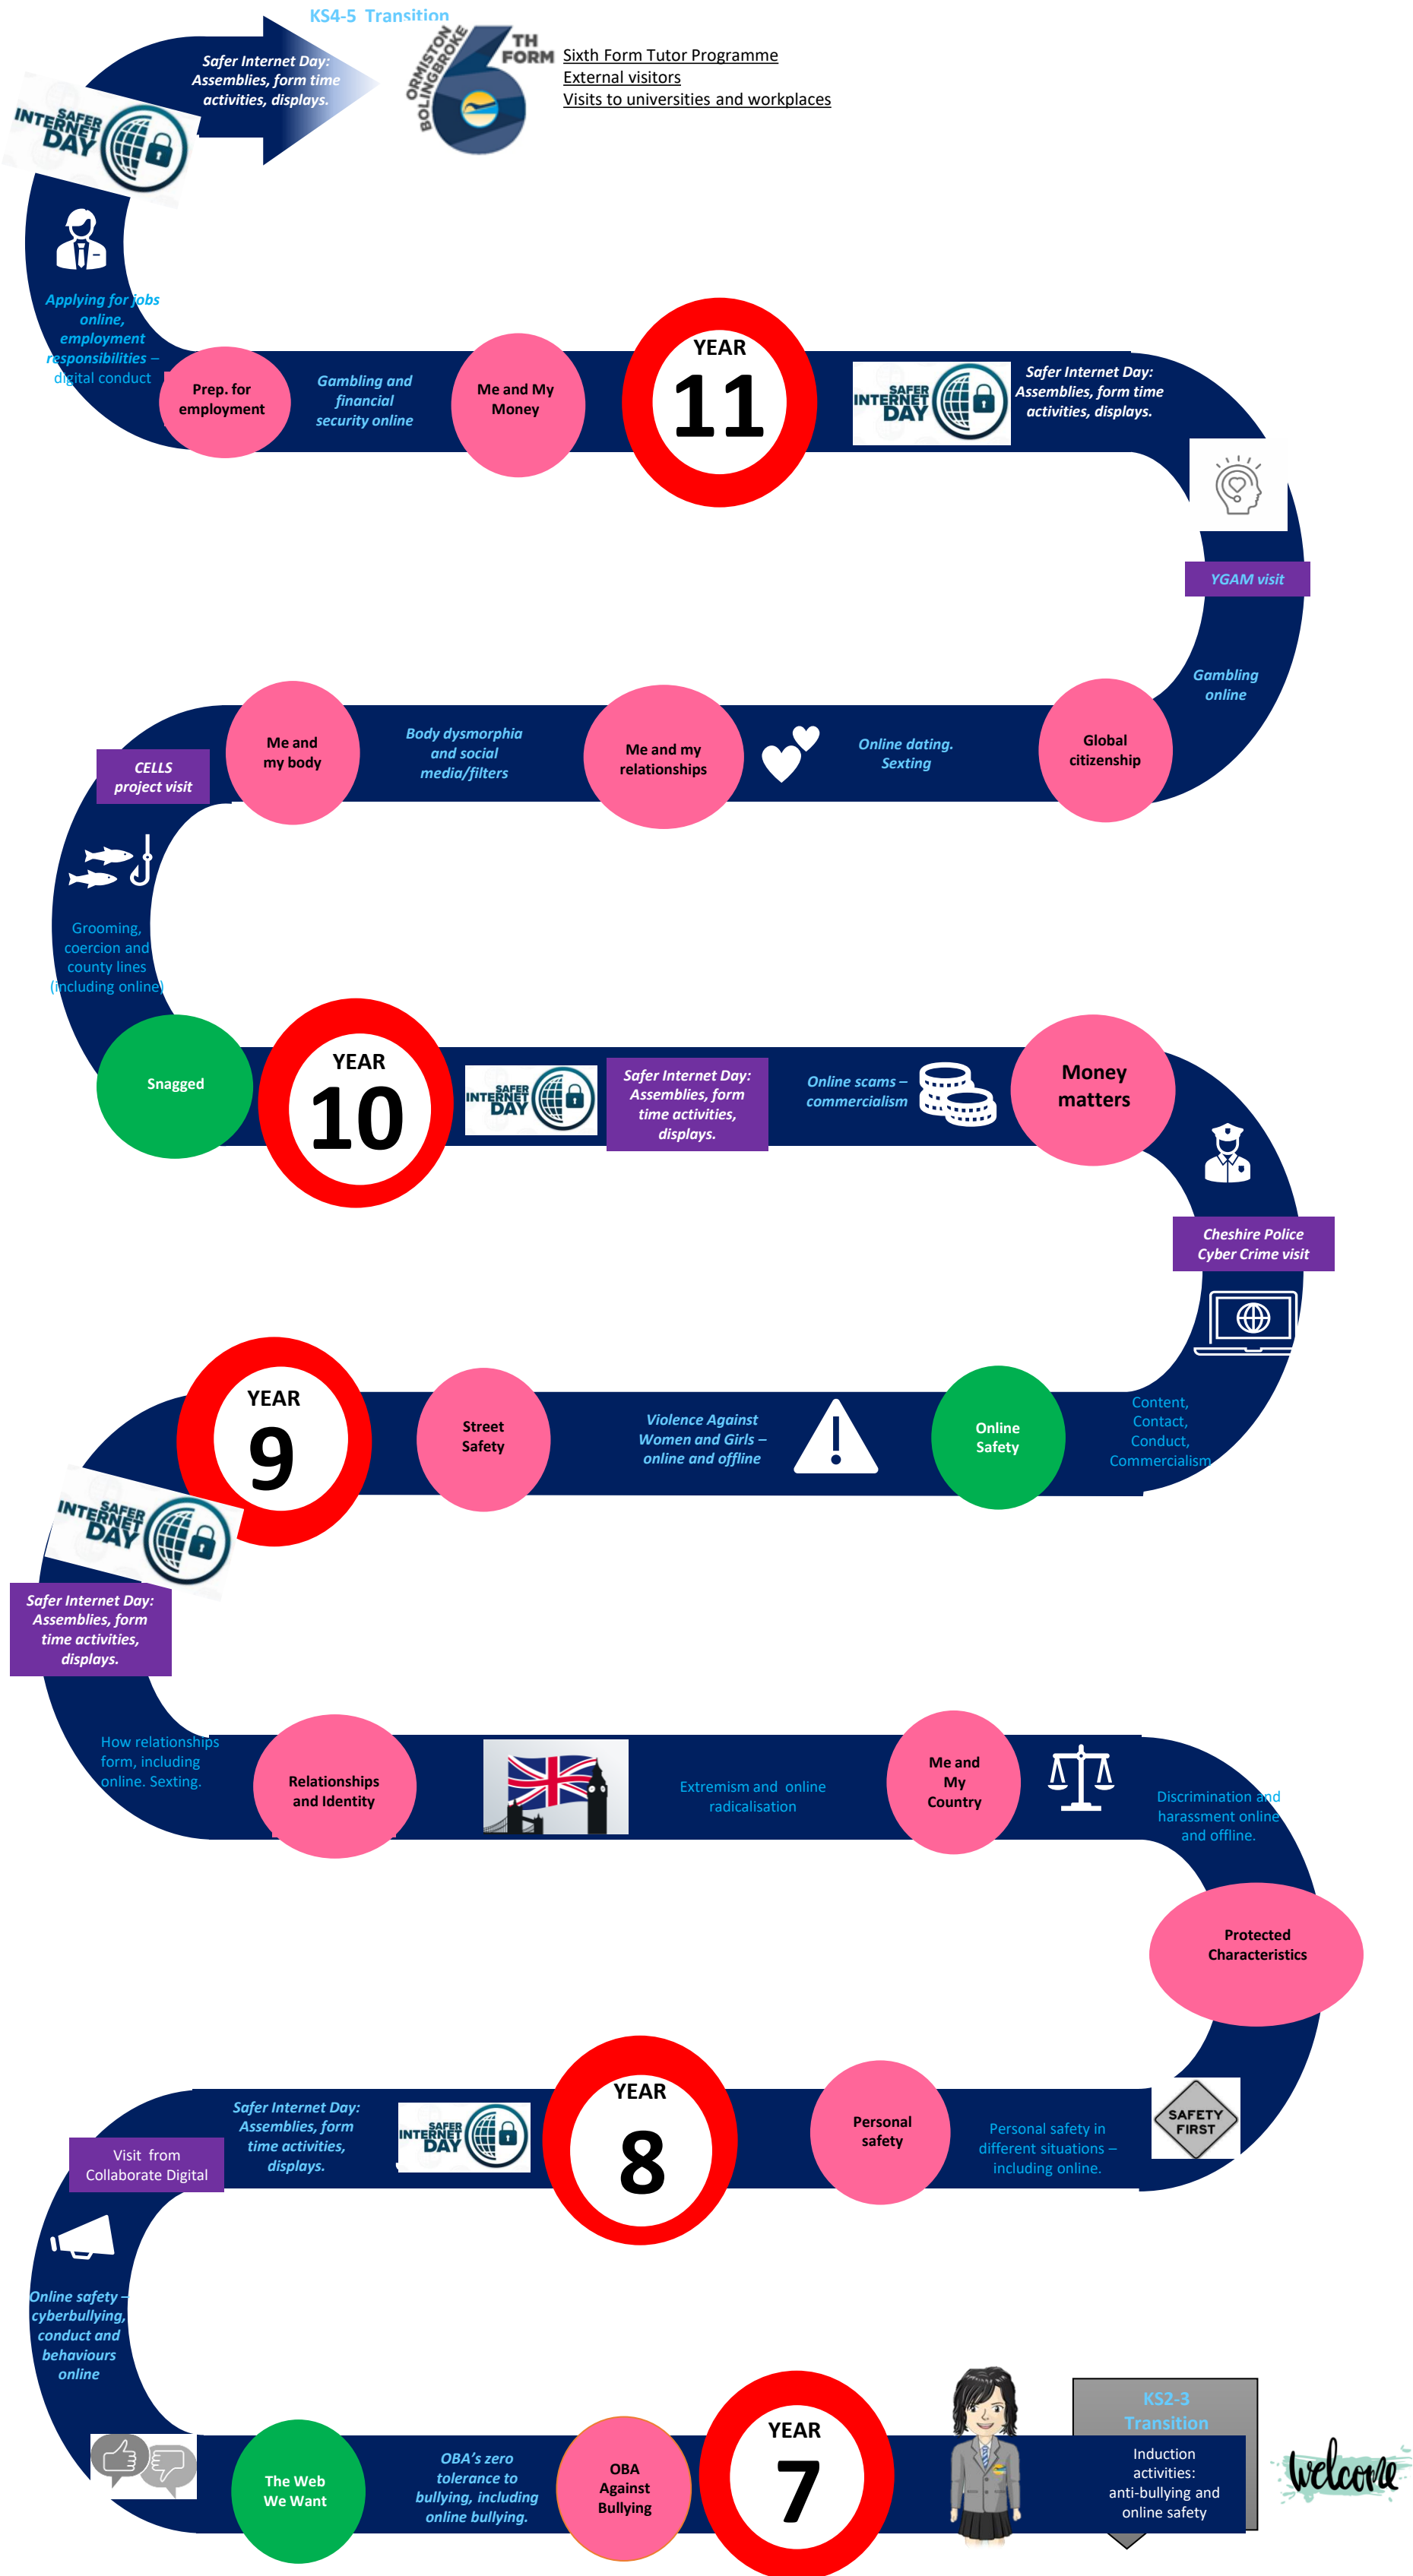 KS4-5 Transition
Safer Internet Day:
Assemblies, form time
activities, displays.
ORMISTON
BOLINGBROKE
6
TH
FORM
Sixth Form Tutor Programme
External visitors
Visits to universities and workplaces
SAFER
INTERNET
DAY
Applying for jobs
online,
employment
responsibilities –
digital conduct
Prep. for
employment
Gambling and
financial
security online
Me and My
Money
YEAR
11
SAFER
INTERNET
DAY
Safer Internet Day:
Assemblies, form time
activities, displays.
YGAM visit
Gambling
online
Me and
my body
Body dysmorphia
and social
media/filters
Me and my
relationships
Online dating.
Sexting
Global
citizenship
CELLS
project visit
Grooming,
coercion and
county lines
(including online)
Snagged
YEAR
10
SAFER
INTERNET
DAY
Safer Internet Day:
Assemblies, form
time activities,
displays.
Online scams –
commercialism
Money
matters
Cheshire Police
Cyber Crime visit
YEAR
9
Street
Safety
Violence Against
Women and Girls –
online and offline
Online
Safety
Content,
Contact,
Conduct,
Commercialism
SAFER
INTERNET
DAY
Safer Internet Day:
Assemblies, form
time activities,
displays.
How relationships
form, including
online. Sexting.
Relationships
and Identity
Extremism and online
radicalisation
Me and
My
Country
Discrimination and
harassment online
and offline.
Protected
Characteristics
Safer Internet Day:
Assemblies, form
time activities,
displays.
SAFER
INTERNET
DAY
YEAR
8
Personal
safety
Personal safety in
different situations –
including online.
SAFETY
FIRST
Visit from
Collaborate Digital
Online safety –
cyberbullying,
conduct and
behaviours
online
The Web
We Want
OBA's zero
tolerance to
bullying, including
online bullying.
OBA
Against
Bullying
YEAR
7
KS2-3
Transition
Induction
activities:
anti-bullying and
online safety
welcome